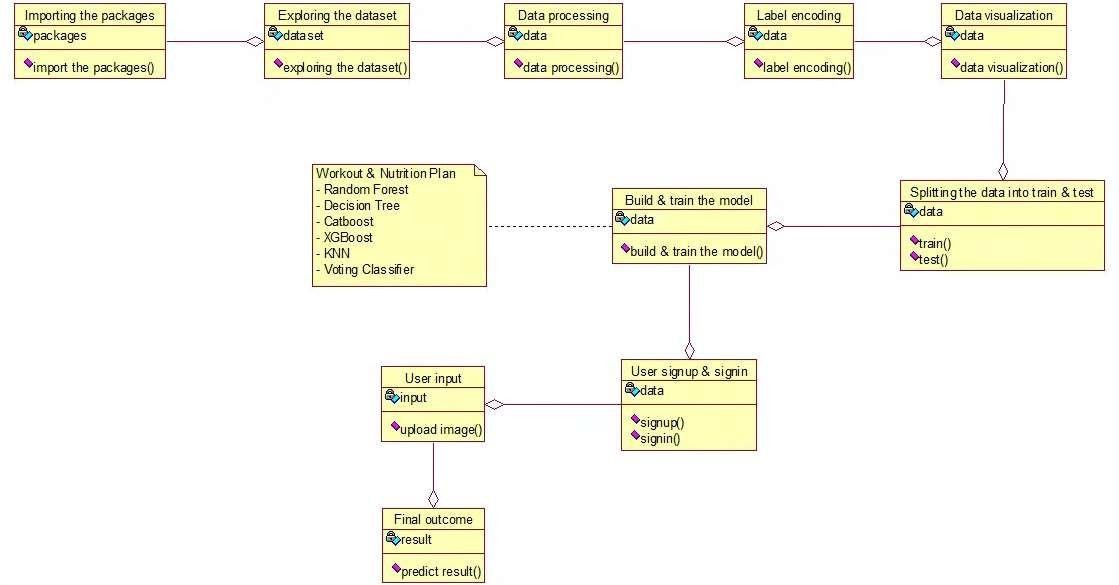 Importing the packages
packages
import the packages()
Exploring the dataset
dataset
exploring the dataset()
Data processing
data
data processing()
Label encoding
data
label encoding()
Data visualization
data
data visualization()
Splitting the data into train & test
data
train()
test()
Build & train the model
data
build & train the model()
Workout & Nutrition Plan
- Random Forest
- Decision Tree
- Catboost
- XGBoost
- KNN
- Voting Classifier
User signup & signin
data
signup()
signin()
User input
input
upload image()
Final outcome
result
predict result()